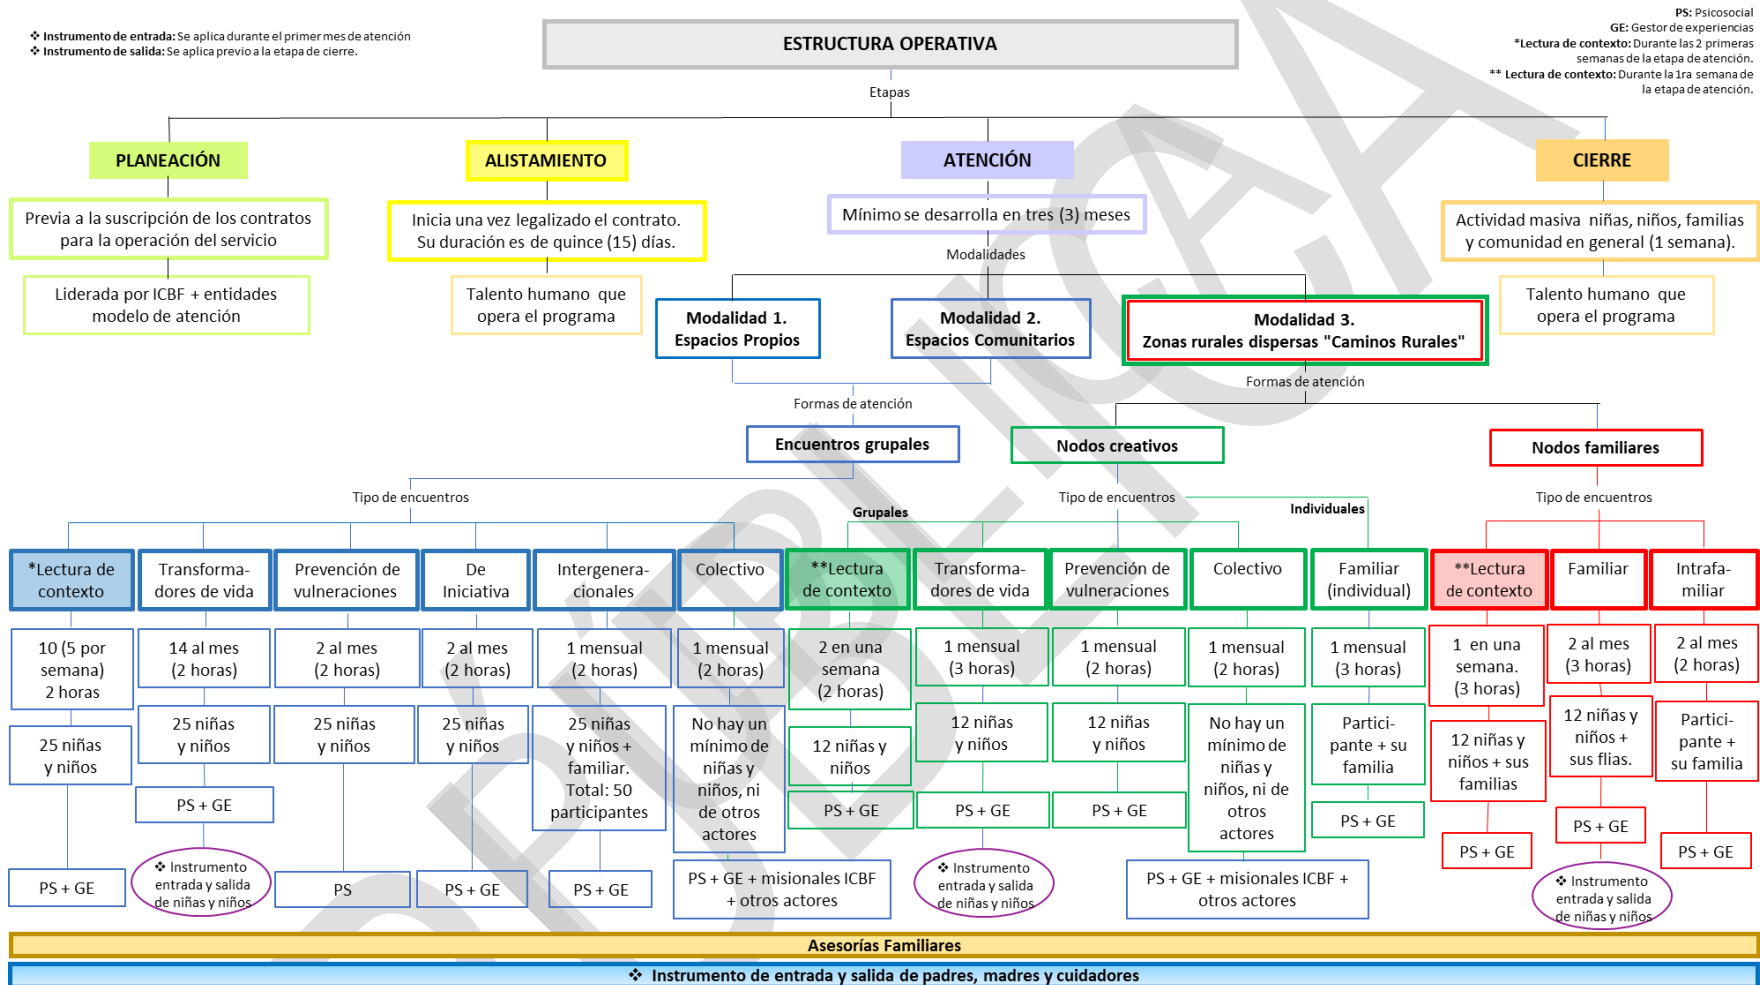 ❖ Instrumento de entrada: Se aplica durante el primer mes de atención
❖ Instrumento de salida: Se aplica previo a la etapa de cierre.
ESTRUCTURA OPERATIVA
PS: Psicosocial
GE: Gestor de experiencias
*Lectura de contexto: Durante las 2 primeras
semanas de la etapa de atención.
** Lectura de contexto: Durante la 1ra semana de
la etapa de atención.
Etapas
PLANEACIÓN
Previa a la suscripción de los contratos
para la operación del servicio
Liderada por ICBF + entidades
modelo de atención
ALISTAMIENTO
Inicia una vez legalizado el contrato.
Su duración es de quince (15) días.
Talento humano que
opera el programa
ATENCIÓN
Mínimo se desarrolla en tres (3) meses
Modalidades
CIERRE
Actividad masiva niñas, niños, familias
y comunidad en general (1 semana).
Talento humano que
opera el programa
Modalidad 1.
Espacios Propios
Modalidad 2.
Espacios Comunitarios
Modalidad 3.
Zonas rurales dispersas "Caminos Rurales"
Formas de atención
Encuentros grupales
Formas de atención
Nodos creativos
Nodos familiares
Tipo de encuentros
*Lectura de
contexto
10 (5 por
semana)
2 horas
25 niñas
y niños
PS + GE
Transforma-
dores de vida
14 al mes
(2 horas)
25 niñas
y niños
PS + GE
❖ Instrumento
entrada y salida
de niñas y niños
Prevención de
vulneraciones
2 al mes
(2 horas)
25 niñas
y niños
PS
De
Iniciativa
2 al mes
(2 horas)
25 niñas
y niños
PS + GE
Intergenera-
cionales
1 mensual
(2 horas)
25 niñas
y niños +
familiar.
Total: 50
participantes
PS + GE
Colectivo
1 mensual
(2 horas)
No hay un
mínimo de
niñas y
niños, ni
de otros
actores
PS + GE + misionales ICBF
+ otros actores
Tipo de encuentros
Grupales
Individuales
**Lectura
de contexto
2 en una
semana
(2 horas)
12 niñas y
niños
PS + GE
Transforma-
dores de vida
1 mensual
(3 horas)
12 niñas
y niños
PS + GE
❖ Instrumento
entrada y salida
de niñas y niños
Prevención de
vulneraciones
1 mensual
(2 horas)
12 niñas
y niños
PS + GE
Colectivo
1 mensual
(2 horas)
No hay un
mínimo de
niñas y
niños, ni de
otros
actores
PS + GE + misionales ICBF +
otros actores
Familiar
(individual)
1 mensual
(3 horas)
Partici-
pante + su
familia
PS + GE
Tipo de encuentros
**Lectura
de contexto
1 en una
semana.
(3 horas)
12 niñas y
niños + sus
familias
PS + GE
Familiar
2 al mes
(3 horas)
12 niñas y
niños +
sus flias.
PS + GE
❖ Instrumento
entrada y salida
de niñas y niños
Intrafa-
miliar
2 al mes
(2 horas)
Partici-
pante +
su familia
PS + GE
Asesorías Familiares
❖ Instrumento de entrada y salida de padres, madres y cuidadores
PÚBLICA